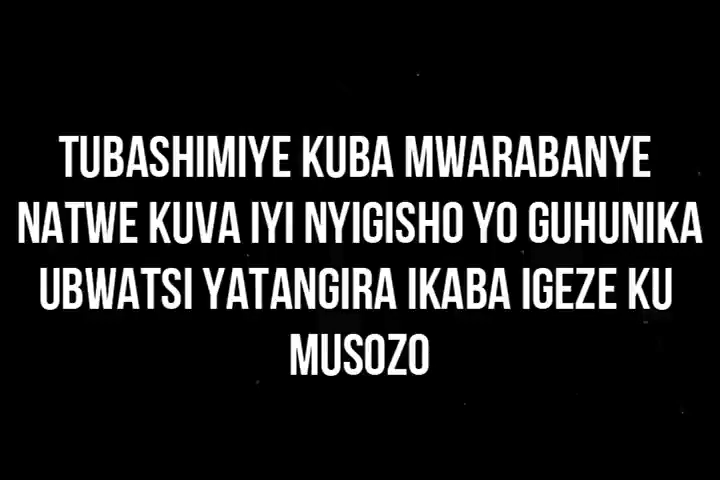 TUBASHIMIYE KUBA MWARABANYE
NATWE KUVA IYI NYIGISHO YO GUHUNIKA
UBWATSI YATANGIRA IKABA IGEZE KU
MUSOZO